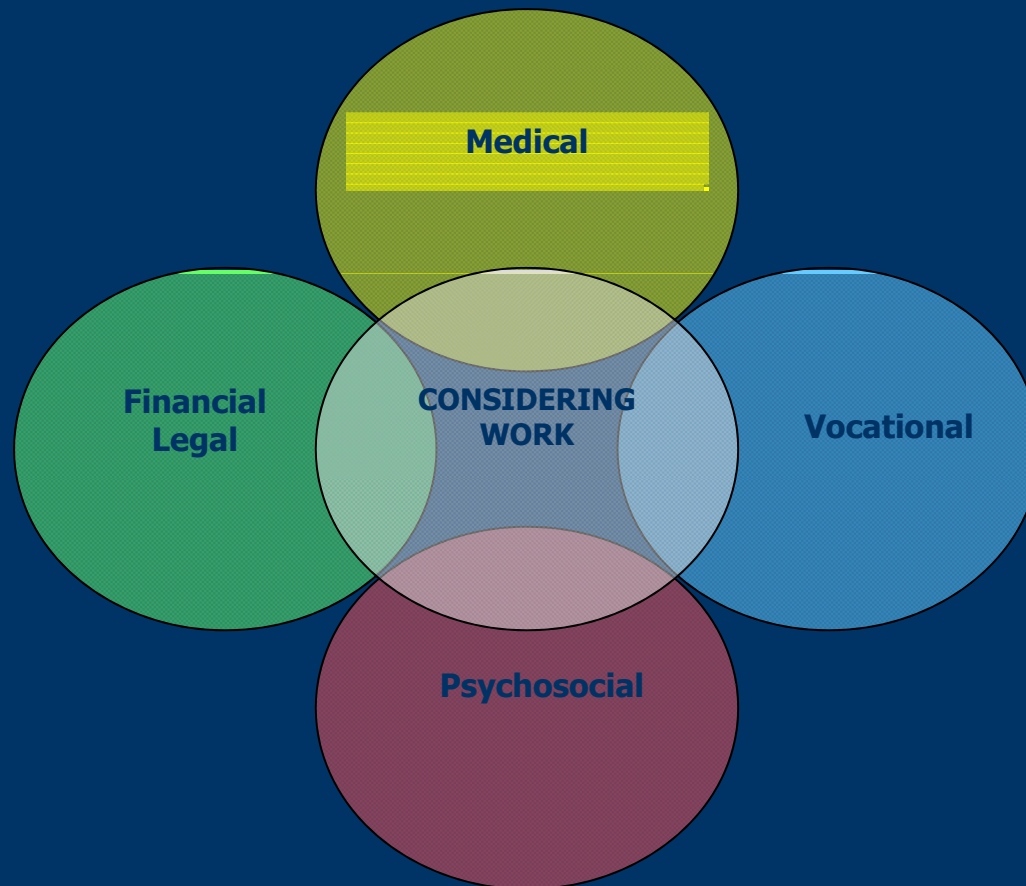 Medical
Financial
Legal
CONSIDERING
WORK
Vocational
Psychosocial